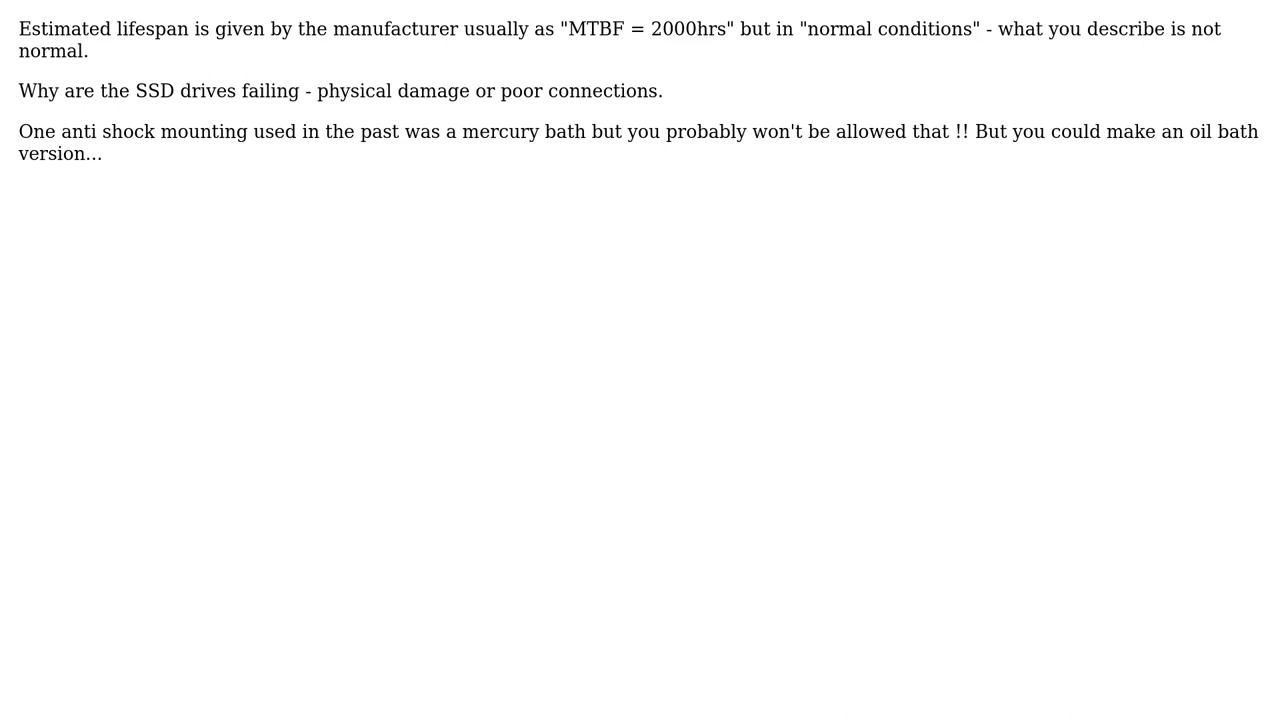 Estimated lifespan is given by the manufacturer usually as "MTBF = 2000hrs" but in "normal conditions" - what you describe is not
normal.
Why are the SSD drives failing - physical damage or poor connections.
One anti shock mounting used in the past was a mercury bath but you probably won't be allowed that !! But you could make an oil bath
version...